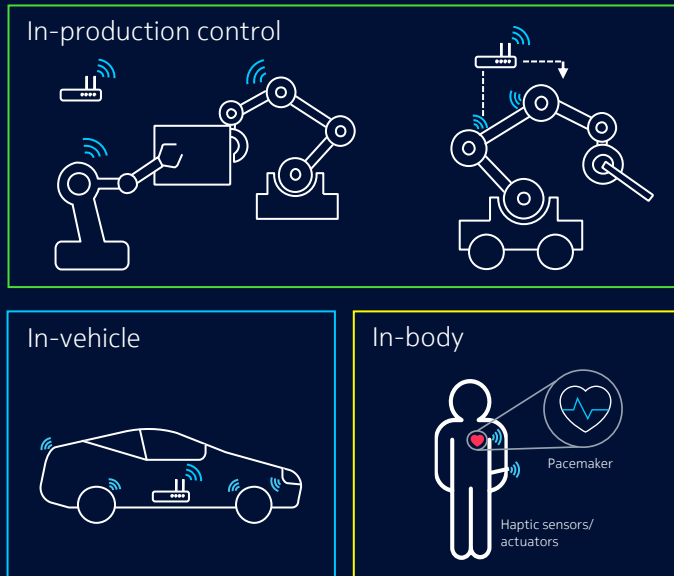 In-production control
In-vehicle
In-body
Pacemaker
Haptic sensors/
actuators